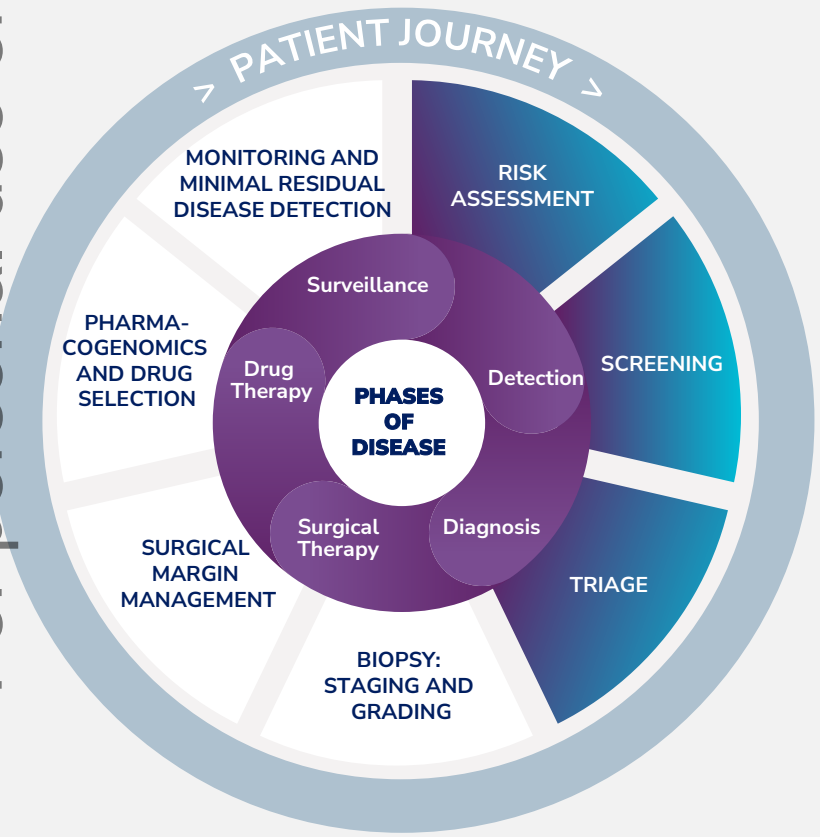 > PATIENT JOURNEY >
RISK
ASSESSMENT
SCREENING
TRIAGE
BIOPSY:
STAGING AND
GRADING
SURGICAL
MARGIN
MANAGEMENT
PHARMA-
COGENOMICS
AND DRUG
SELECTION
MONITORING AND
MINIMAL RESIDUAL
DISEASE DETECTION
Surveillance
Detection
Diagnosis
Surgical
Therapy
Drug
Therapy
PHASES
OF
DISEASE